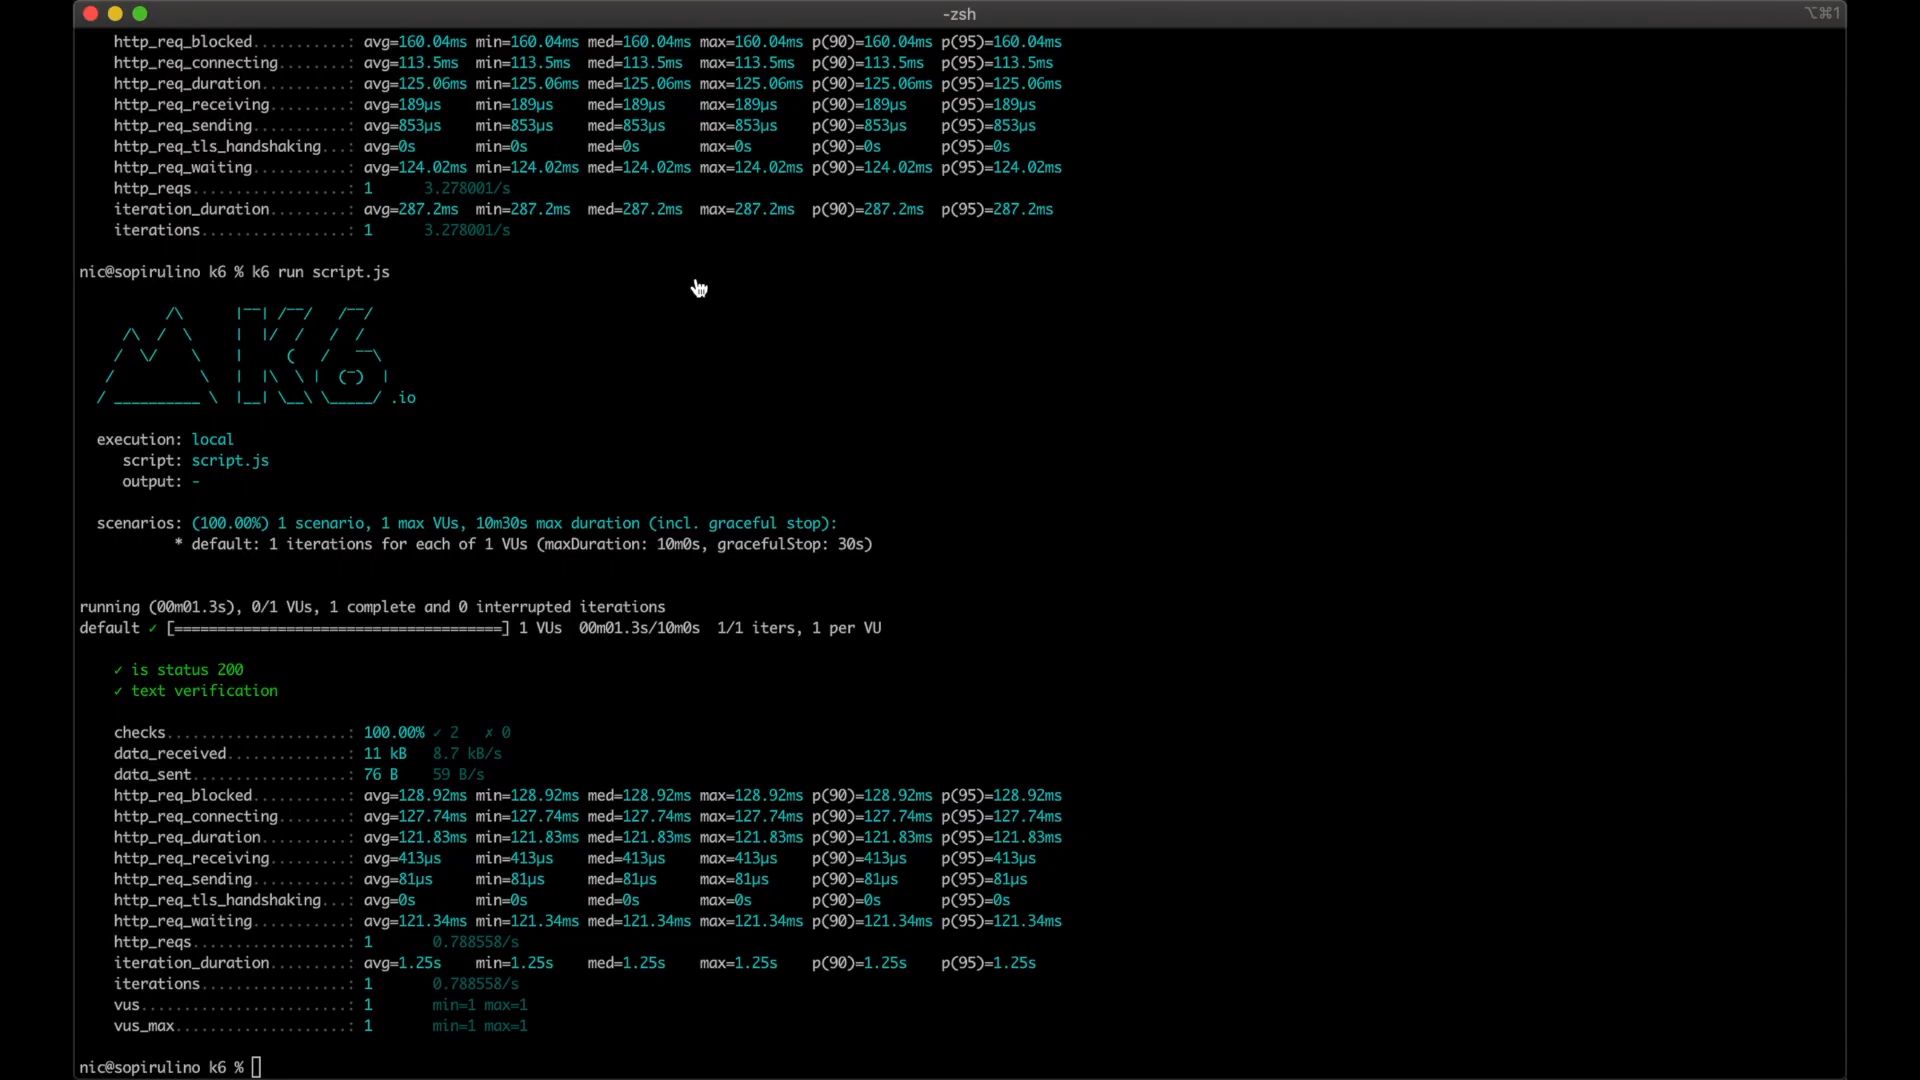 -zsh
⌥⌘1
http_req_blocked...........: avg=160.04ms min=160.04ms med=160.04ms max=160.04ms p(90)=160.04ms p(95)=160.04ms
http_req_connecting........: avg=113.5ms  min=113.5ms  med=113.5ms  max=113.5ms  p(90)=113.5ms  p(95)=113.5ms
http_req_duration..........: avg=125.06ms min=125.06ms med=125.06ms max=125.06ms p(90)=125.06ms p(95)=125.06ms
http_req_receiving.........: avg=189µs    min=189µs    med=189µs    max=189µs    p(90)=189µs    p(95)=189µs
http_req_sending...........: avg=853µs    min=853µs    med=853µs    max=853µs    p(90)=853µs    p(95)=853µs
http_req_tls_handshaking...: avg=0s       min=0s       med=0s       max=0s       p(90)=0s       p(95)=0s
http_req_waiting...........: avg=124.02ms min=124.02ms med=124.02ms max=124.02ms p(90)=124.02ms p(95)=124.02ms
http_reqs..................: 1      3.278001/s
iteration_duration.........: avg=287.2ms  min=287.2ms  med=287.2ms  max=287.2ms  p(90)=287.2ms  p(95)=287.2ms
iterations.................: 1      3.278001/s
nic@sopirulino k6 % k6 run script.js
K6
.io
execution: local
script: script.js
output: -
scenarios: (100.00%) 1 scenario, 1 max VUs, 10m30s max duration (incl. graceful stop):
* default: 1 iterations for each of 1 VUs (maxDuration: 10m0s, gracefulStop: 30s)
running (00m01.3s), 0/1 VUs, 1 complete and 0 interrupted iterations
default ✓ [======================================] 1 VUs  00m01.3s/10m0s  1/1 iters, 1 per VU
✓ is status 200
✓ text verification
checks.....................: 100.00% ✓ 2   ✗ 0
data_received..............: 11 kB   8.7 kB/s
data_sent..................: 76 B    59 B/s
http_req_blocked...........: avg=128.92ms min=128.92ms med=128.92ms max=128.92ms p(90)=128.92ms p(95)=128.92ms
http_req_connecting........: avg=127.74ms min=127.74ms med=127.74ms max=127.74ms p(90)=127.74ms p(95)=127.74ms
http_req_duration..........: avg=121.83ms min=121.83ms med=121.83ms max=121.83ms p(90)=121.83ms p(95)=121.83ms
http_req_receiving.........: avg=413µs    min=413µs    med=413µs    max=413µs    p(90)=413µs    p(95)=413µs
http_req_sending...........: avg=81µs     min=81µs     med=81µs     max=81µs     p(90)=81µs     p(95)=81µs
http_req_tls_handshaking...: avg=0s       min=0s       med=0s       max=0s       p(90)=0s       p(95)=0s
http_req_waiting...........: avg=121.34ms min=121.34ms med=121.34ms max=121.34ms p(90)=121.34ms p(95)=121.34ms
http_reqs..................: 1       0.788558/s
iteration_duration.........: avg=1.25s    min=1.25s    med=1.25s    max=1.25s    p(90)=1.25s    p(95)=1.25s
iterations.................: 1       0.788558/s
vus........................: 1       min=1 max=1
vus_max....................: 1       min=1 max=1
nic@sopirulino k6 %